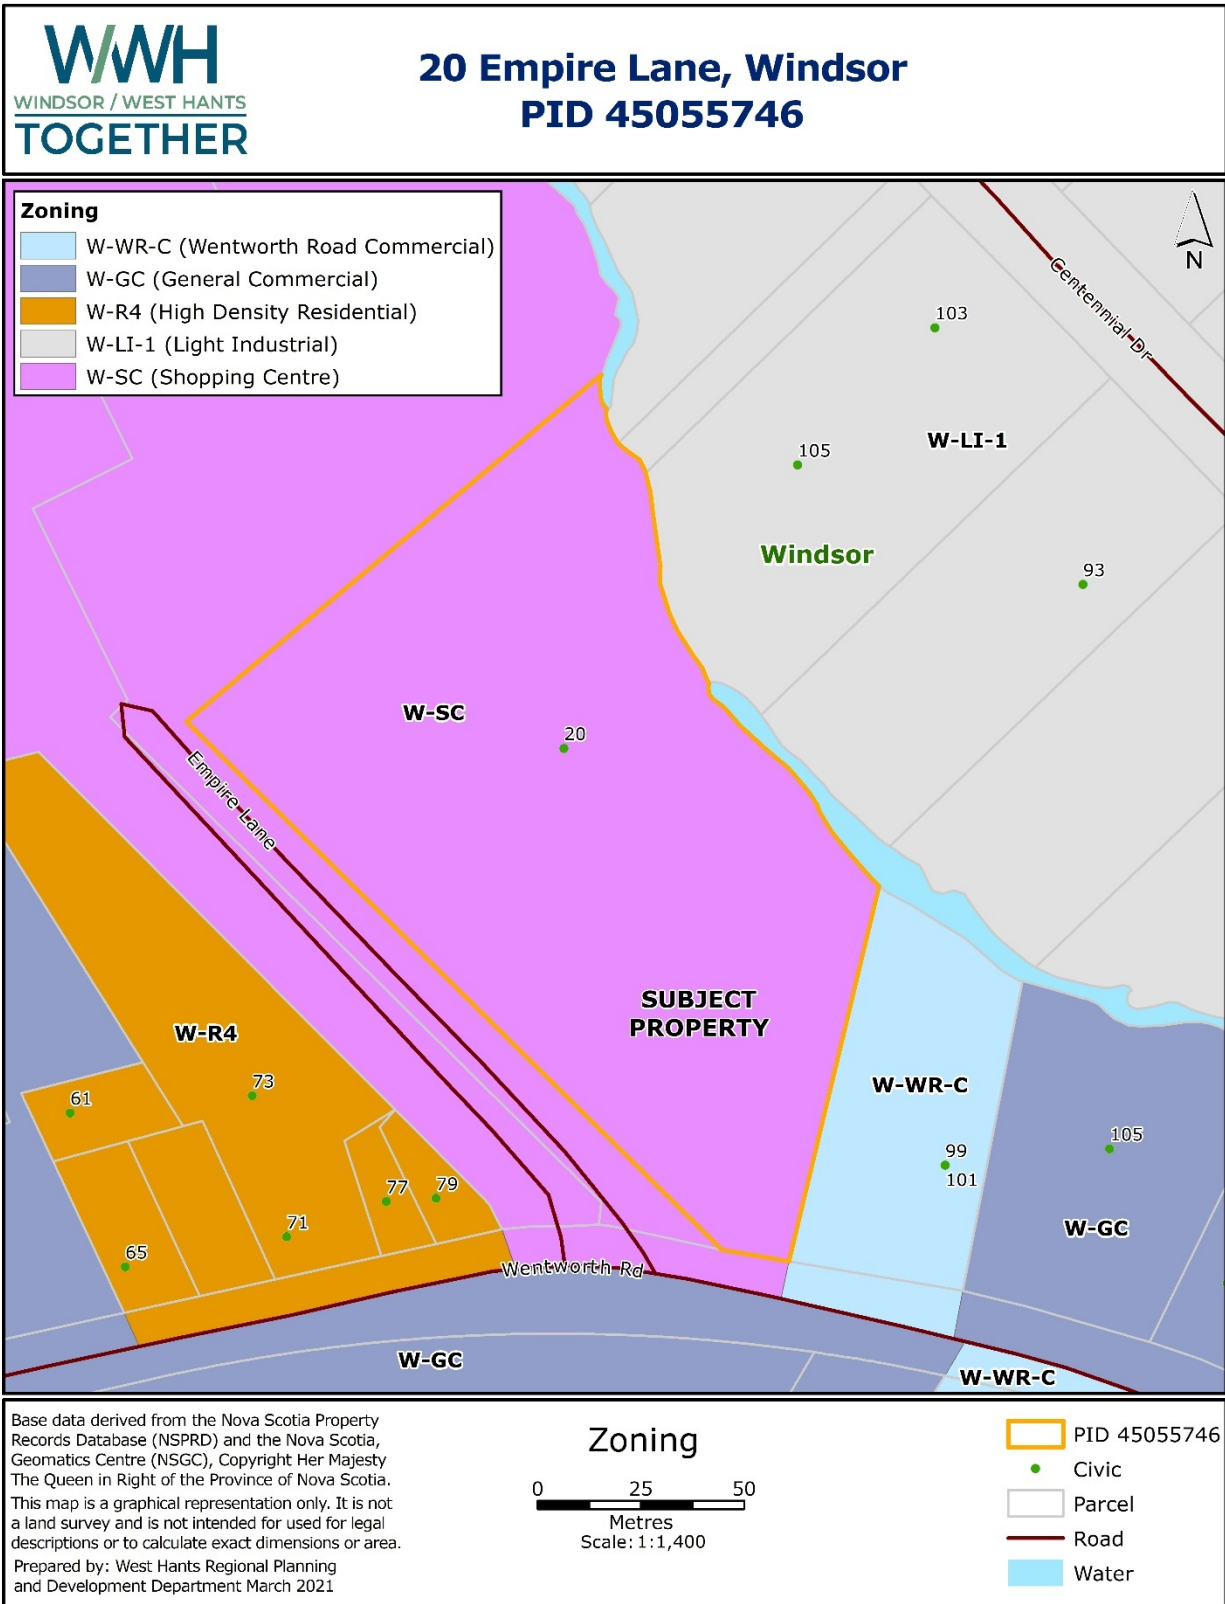 WWH
WINDSOR / WEST HANTS
TOGETHER
20 Empire Lane, Windsor
PID 45055746
Zoning
W-WR-C (Wentworth Road Commercial)
W-GC (General Commercial)
W-R4 (High Density Residential)
W-LI-1 (Light Industrial)
W-SC (Shopping Centre)
N
Centennial Dr
103
W-LI-1
105
Windsor
93
W-SC
20
Empire Lane
SUBJECT
PROPERTY
W-R4
73
61
W-WR-C
105
99
101
77
79
71
65
W-GC
Wentworth Rd
W-GC
W-WR-C
Base data derived from the Nova Scotia Property
Records Database (NSPRD) and the Nova Scotia,
Geomatics Centre (NSGC), Copyright Her Majesty
The Queen in Right of the Province of Nova Scotia.
This map is a graphical representation only. It is not
a land survey and is not intended for used for legal
descriptions or to calculate exact dimensions or area.
Prepared by: West Hants Regional Planning
and Development Department March 2021
Zoning
0 25 50
Metres
Scale: 1:1,400
PID 45055746
Civic
Parcel
Road
Water